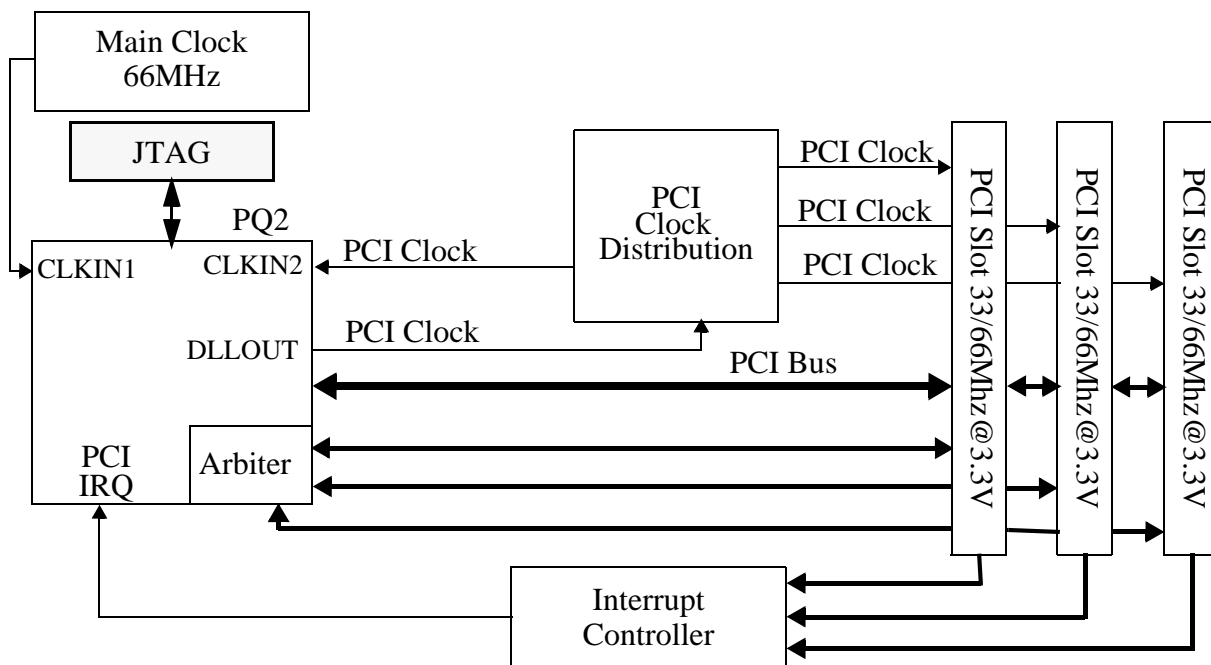 Main Clock
66MHz
JTAG
PQ2
CLKIN1
CLKIN2
DLLOUT
PCI
IRQ
Arbiter
PCI Clock
PCI Clock
PCI
Clock
Distribution
PCI Clock
PCI Clock
PCI Clock
PCI Bus
PCI Slot 33/66Mhz@3.3V
PCI Slot 33/66Mhz@3.3V
PCI Slot 33/66Mhz@3.3V
Interrupt
Controller